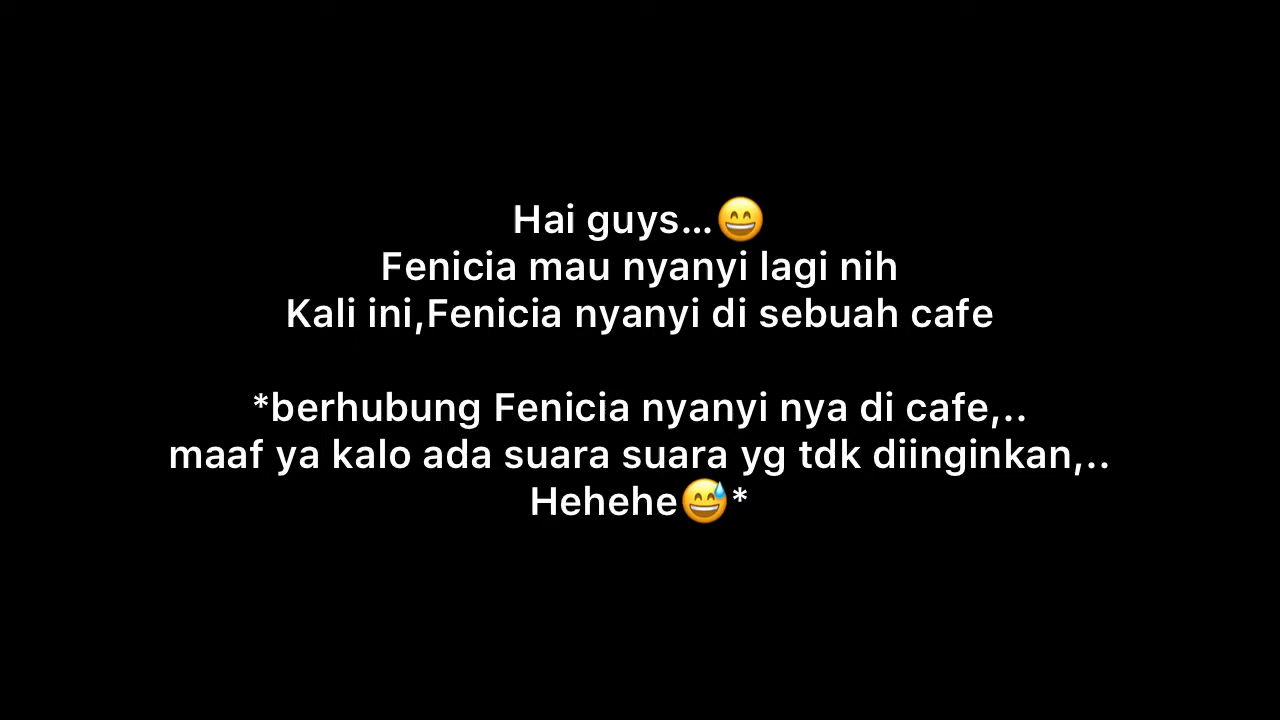 Hai guys...😄
Fenicia mau nyanyi lagi nih
Kali ini,Fenicia nyanyi di sebuah cafe
*berhubung Fenicia nyanyi nya di cafe,..
maaf ya kalo ada suara suara yg tdk diinginkan,..
Hehehe😅*